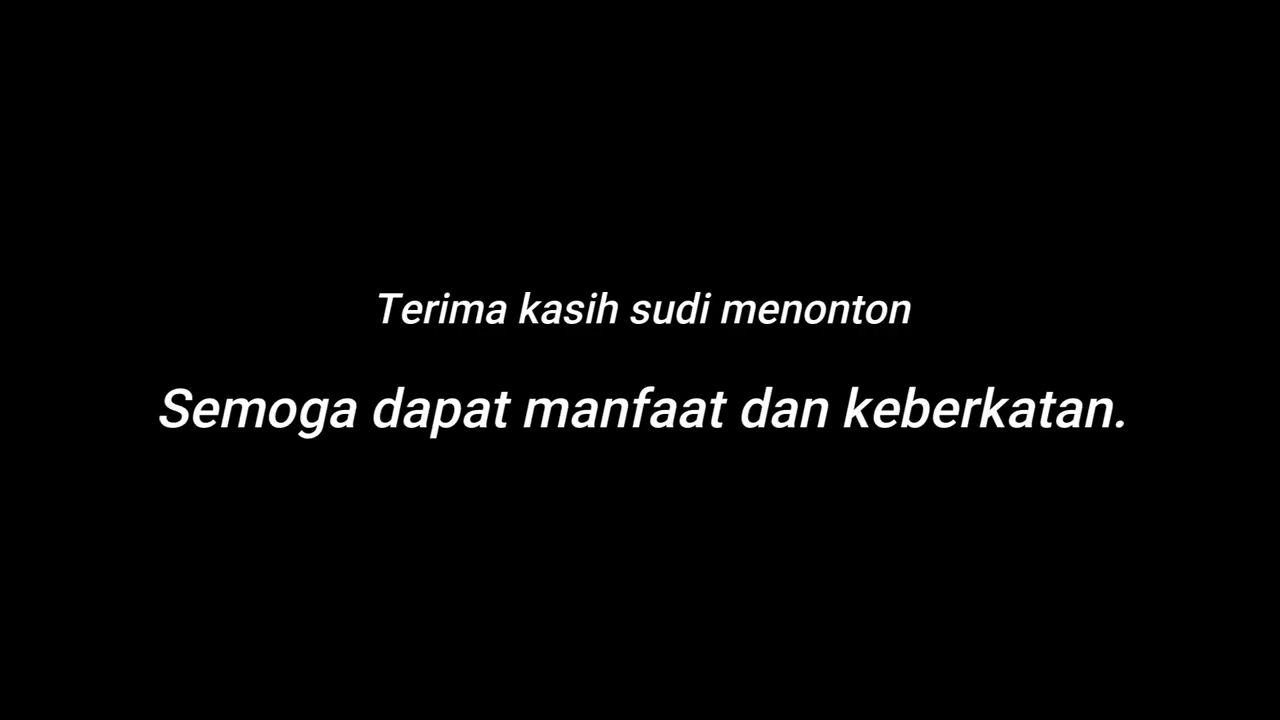 Terima kasih sudi menonton
Semoga dapat manfaat dan keberkatan.